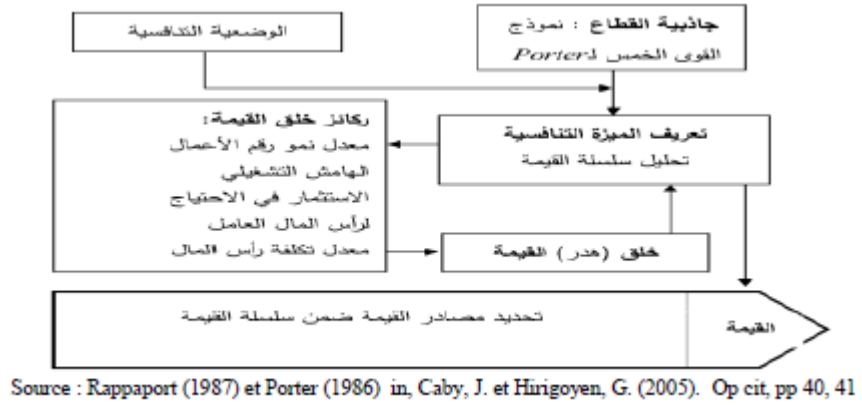 جاذبية القطاع : نموذج
القوى الخمس لـPorter
الوضعية التنافسية
تعريف الميزة التنافسية
تحليل سلسلة القيمة
ركائز خلق القيمة:
معدل نمو رقم الأعمال
الهامش التشغيلي
الاستثمار في الاحتياج
لرأس المال العامل
معدل تكلفة رأس المال
خلق (هدر) القيمة
تحديد مصادر القيمة ضمن سلسلة القيمة
القيمة
Source : Rappaport (1987) et Porter (1986) in, Caby, J. et Hirigoyen, G. (2005). Op cit, pp 40, 41